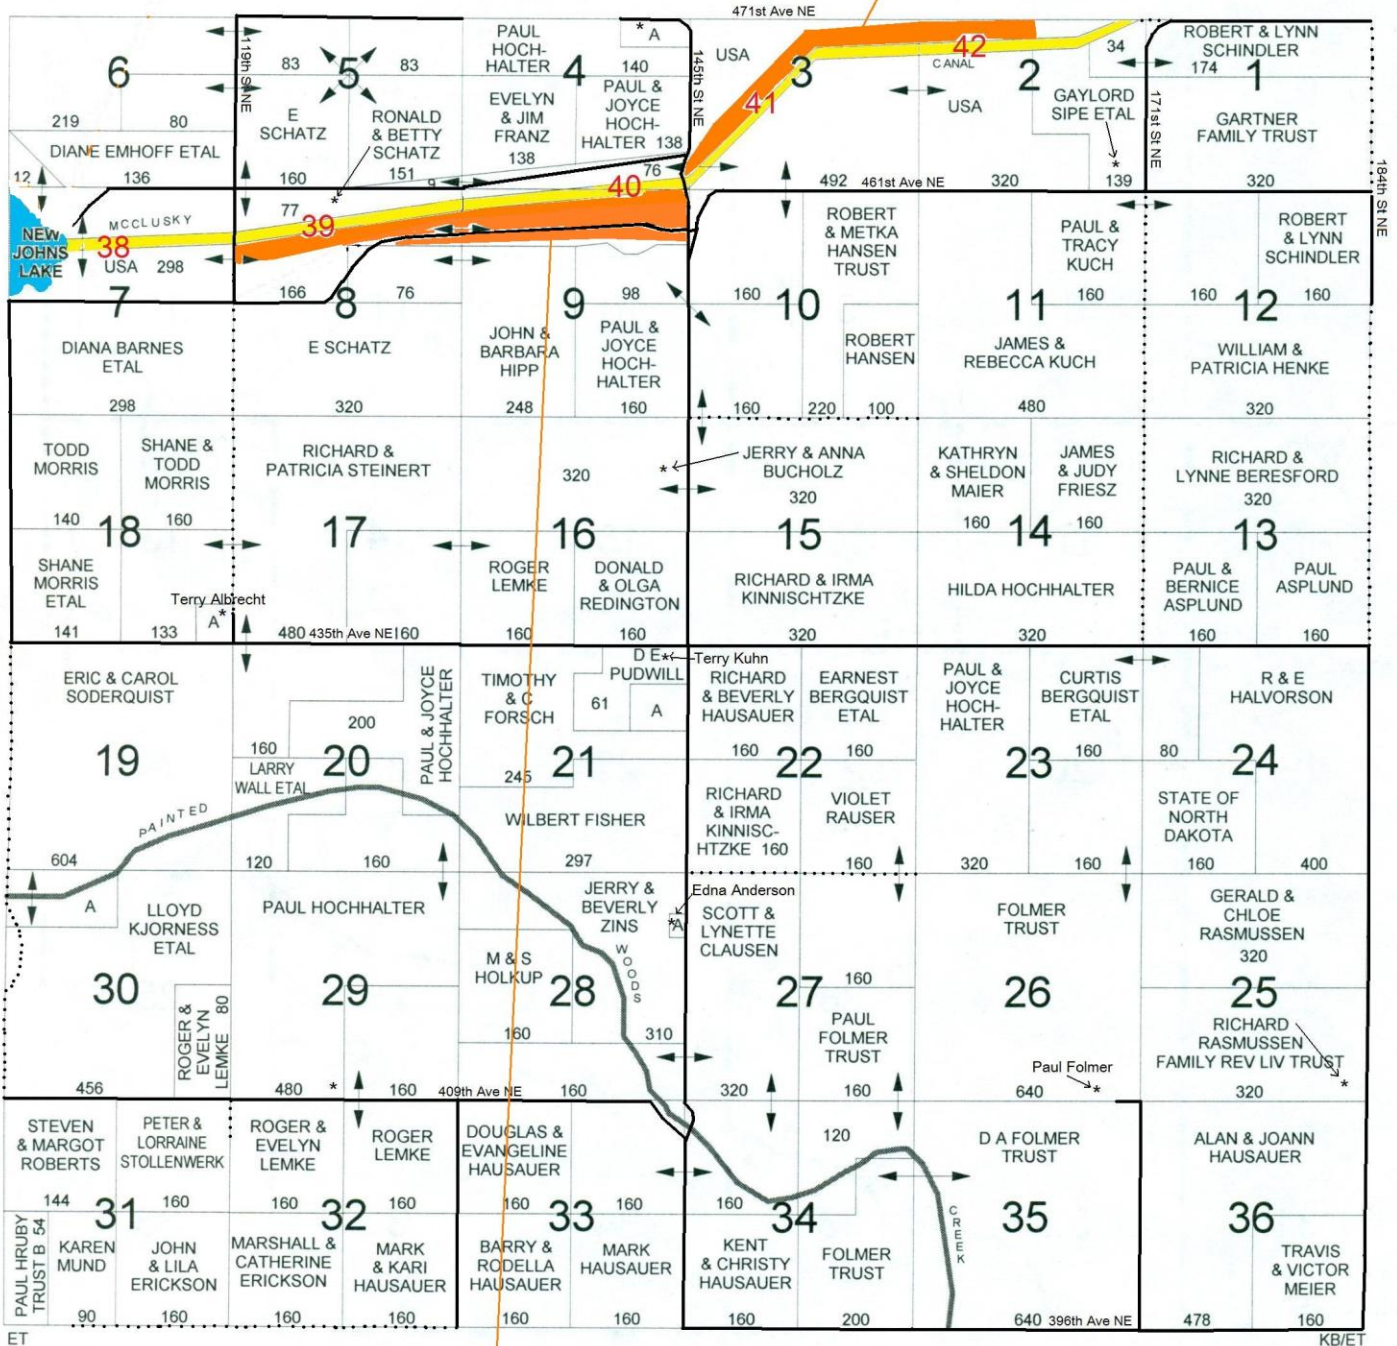 471st Ave NE
6
119th St NE
83
5
83
PAUL
HOCH-
HALTER
* A
4
140
145th St NE
USA
3
42
CANAL
34
2
ROBERT & LYNN
SCHINDLER
174
1
E
SCHATZ
RONALD
& BETTY
SCHATZ
EVELYN
& JIM
FRANZ
PAUL &
JOYCE
HOCH-
HALTER 138
41
USA
GAYLORD
SIPE ETAL
*
171st St NE
GARTNER
FAMILY TRUST
219
80
DIANE EMHOFF ETAL
12
136
160
151
9
138
76
492
461st Ave NE
320
139
320
184th St NE
*
77
39
40
MCCLUSKY
38
NEW
JOHNS
LAKE
USA 298
7
166
8
76
9
98
ROBERT
& METKA
HANSEN
TRUST
160
10
PAUL &
TRACY
KUCH
11
160
ROBERT
& LYNN
SCHINDLER
160
12
160
DIANA BARNES
ETAL
298
E SCHATZ
320
JOHN &
BARBARA
HIPP
248
PAUL &
JOYCE
HOCH-
HALTER
160
ROBERT
HANSEN
160
220
100
JAMES &
REBECCA KUCH
480
WILLIAM &
PATRICIA HENKE
320
TODD
MORRIS
SHANE &
TODD
MORRIS
140
18
160
RICHARD &
PATRICIA STEINERT
17
320
*
16
JERRY & ANNA
BUCHOLZ
320
15
KATHRYN
& SHELDON
MAIER
160
14
JAMES
& JUDY
FRIESZ
160
RICHARD &
LYNNE BERESFORD
320
13
SHANE
MORRIS
ETAL
141
Terry Albrecht
A*
133
480
435th Ave NE
160
ROGER
LEMKE
160
DONALD
& OLGA
REDINGTON
160
RICHARD & IRMA
KINNISCHTZKE
320
HILDA HOCHHALTER
320
PAUL &
BERNICE
ASPLUND
160
PAUL
ASPLUND
160
ERIC & CAROL
SODERQUIST
19
200
160
20
LARRY
WALL ETAL
PAUL & JOYCE
HOCHHALTER
TIMOTHY
& C
FORSCH
245
D E
PUDWILL
*
Terry Kuhn
61
A
21
RICHARD
& BEVERLY
HAUSAUER
160
EARNEST
BERGQUIST
ETAL
22
160
PAUL &
JOYCE
HOCH-
HALTER
23
CURTIS
BERGQUIST
ETAL
160
R & E
HALVORSON
80
24
PAINTED
604
120
160
WILBERT FISHER
297
RICHARD
& IRMA
KINNISC-
HTZKE 160
VIOLET
RAUSER
160
320
160
STATE OF
NORTH
DAKOTA
160
400
A
LLOYD
KJORNESS
ETAL
30
PAUL HOCHHALTER
29
M & S
HOLKUP
28
160
JERRY &
BEVERLY
ZINS
WOODS
310
Edna Anderson
*A
SCOTT &
LYNETTE
CLAUSEN
27
160
FOLMER
TRUST
26
GERALD &
CHLOE
RASMUSSEN
320
25
ROGER &
EVELYN
LEMKE 80
456
480
*
160
409th Ave NE
160
320
PAUL
FOLMER
TRUST
160
Paul Folmer
*
640
RICHARD
RASMUSSEN
FAMILY REV LIV TRUST
*
320
STEVEN
& MARGOT
ROBERTS
144
31
PETER &
LORRAINE
STOLLENWERK
160
ROGER &
EVELYN
LEMKE
160
32
ROGER
LEMKE
160
DOUGLAS &
EVANGELINE
HAUSAUER
160
33
160
160
120
34
D A FOLMER
TRUST
35
ALAN & JOANN
HAUSAUER
36
PAUL HRUBY
TRUST B 54
KAREN
MUND
90
JOHN
& LILA
ERICKSON
160
MARSHALL &
CATHERINE
ERICKSON
160
MARK
& KARI
HAUSAUER
160
BARRY &
RODELLA
HAUSAUER
160
MARK
HAUSAUER
160
KENT
& CHRISTY
HAUSAUER
160
FOLMER
TRUST
200
CREEK
640
396th Ave NE
478
TRAVIS
& VICTOR
MEIER
160
ET
KB/ET